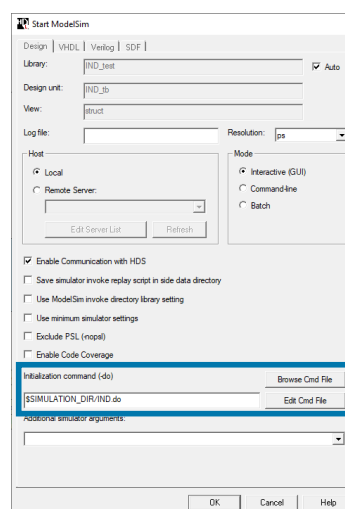 Start ModelSim
Design VHDL Verilog SDF
Library: IND_test Auto
Design unit: IND_tb
View: struct
Log file: Resolution: ps
Host Mode
Local Interactive (GUI)
Remote Server: Command-line
Batch
Edit Server List Refresh
Enable Communication with HDS
Save simulator invoke replay script in side data directory
Use ModelSim invoke directory library setting
Use minimum simulator settings
Exclude PSL (-nopsl)
Enable Code Coverage
Initialization command (-do) Browse Cmd File
$SIMULATION_DIR/IND.do Edit Cmd File
Additional simulator arguments:
OK Cancel Help